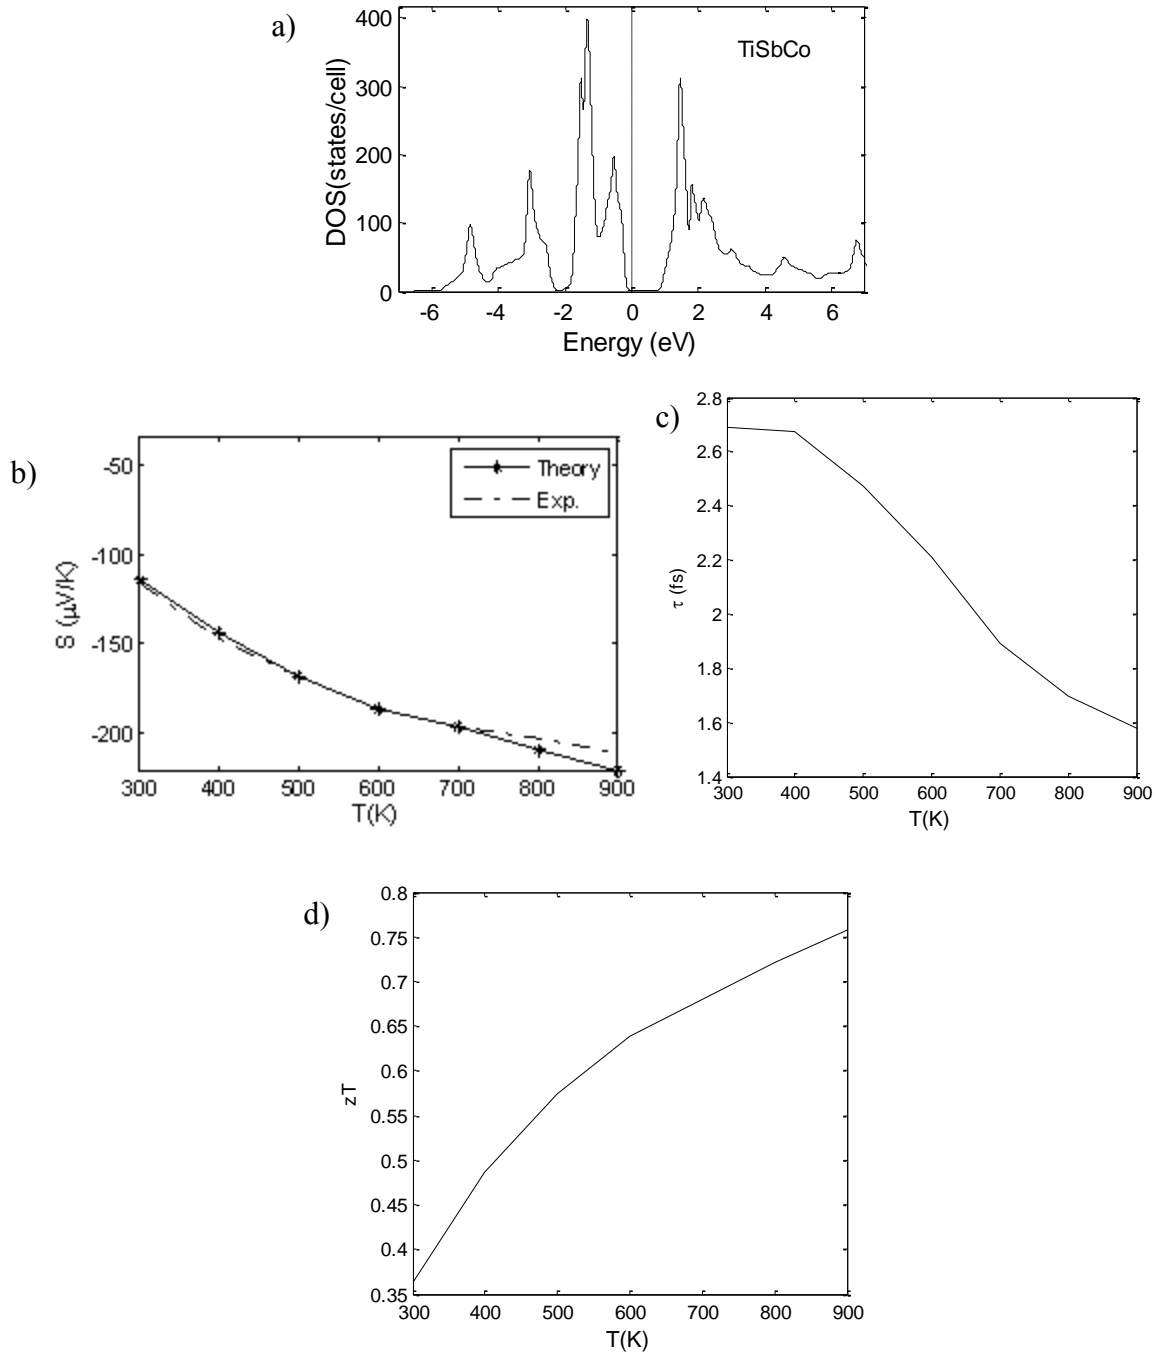 a)
TiSbCo
DOS(states/cell)
400
300
200
100
0
-6 -4 -2 0 2 4 6
Energy (eV)
b)
S (μV/K)
-50
-100
-150
-200
Theory
Exp.
300 400 500 600 700 800 900
T(K)
c)
τ (fs)
2.8
2.6
2.4
2.2
2
1.8
1.6
1.4
300 400 500 600 700 800 900
T(K)
d)
zT
0.8
0.75
0.7
0.65
0.6
0.55
0.5
0.45
0.4
0.35
300 400 500 600 700 800 900
T(K)